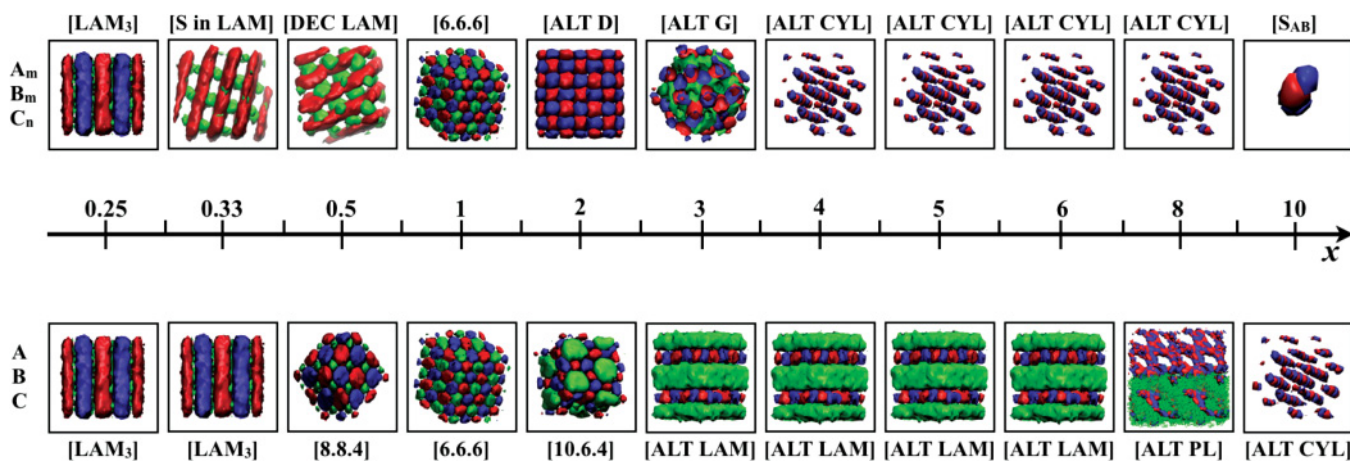 [LAM₃] [S in LAM] [DEC LAM] [6.6.6] [ALT D] [ALT G] [ALT CYL] [ALT CYL] [ALT CYL] [ALT CYL] [S_AB]
Aₘ
Bₘ
Cₙ
0.25 0.33 0.5 1 2 3 4 5 6 8 10
x
A
B
C
[LAM₃] [LAM₃] [8.8.4] [6.6.6] [10.6.4] [ALT LAM] [ALT LAM] [ALT LAM] [ALT LAM] [ALT PL] [ALT CYL]